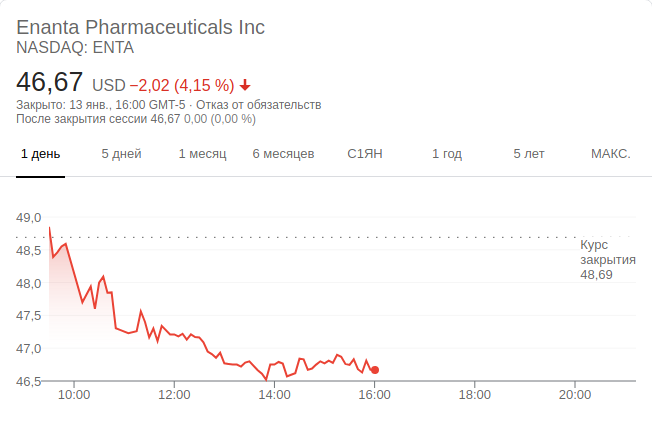 Enanta Pharmaceuticals Inc
NASDAQ: ENTA
46,67 USD −2,02 (4,15 %)
Закрыто: 13 янв., 16:00 GMT-5 · Отказ от обязательств
После закрытия сессии 46,67 0,00 (0,00 %)
1 день 5 дней 1 месяц 6 месяцев С1ЯН 1 год 5 лет МАКС.
49,0
Курс
48,5
закрытия
48,69
48,0
47,5
47,0
46,5
10:00 12:00 14:00 16:00 18:00 20:00